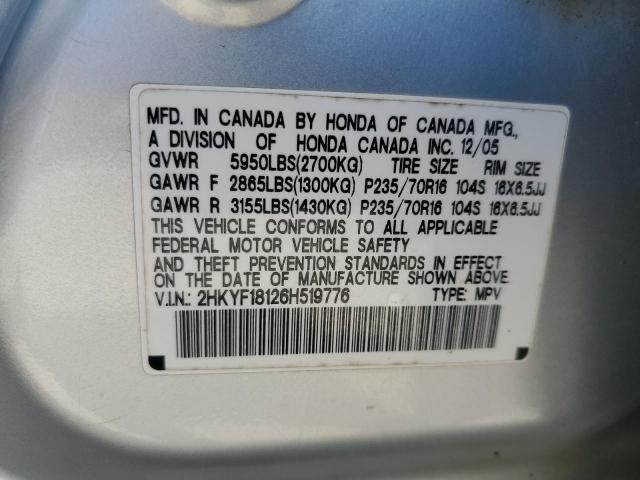 MFD. IN CANADA BY HONDA OF CANADA MFG.,
A DIVISION OF HONDA CANADA INC. 12/05
GVWR 5950LBS(2700KG) TIRE SIZE RIM SIZE
GAWR F 2865LBS(1300KG) P235/70R16 104S 16X6.5JJ
GAWR R 3155LBS(1430KG) P235/70R16 104S 16X6.5JJ
THIS VEHICLE CONFORMS TO ALL APPLICABLE
FEDERAL MOTOR VEHICLE SAFETY
AND THEFT PREVENTION STANDARDS IN EFFECT
ON THE DATE OF MANUFACTURE SHOWN ABOVE.
V.I.N.: 2HKYF18126H519776 TYPE: MPV